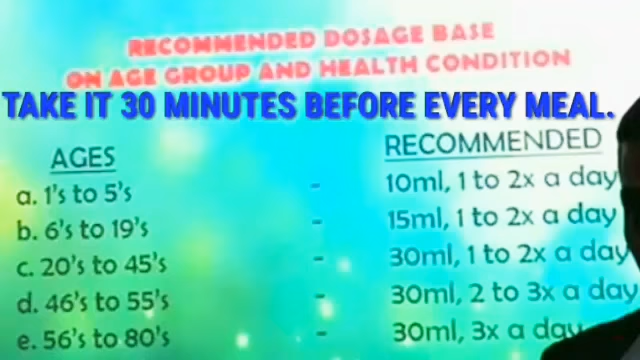 RECOMMENDED DOSAGE BASE
ON AGE GROUP AND HEALTH CONDITION
TAKE IT 30 MINUTES BEFORE EVERY MEAL.
AGES RECOMMENDED
a. 1's to 5's - 10ml, 1 to 2x a day
b. 6's to 19's - 15ml, 1 to 2x a day
c. 20's to 45's - 30ml, 1 to 2x a day
d. 46's to 55's - 30ml, 2 to 3x a day
e. 56's to 80's - 30ml, 3x a day